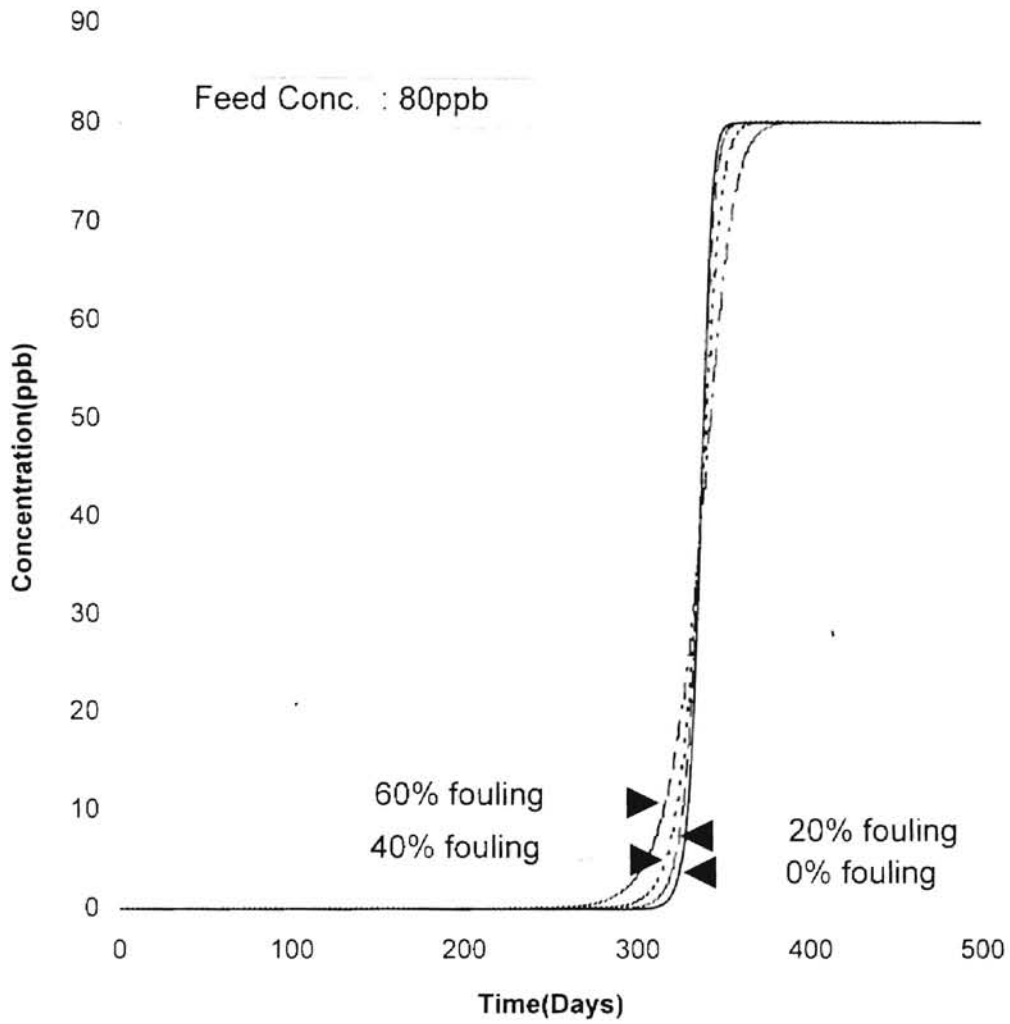 90
Feed Conc. : 80ppb
80
70
60
50
40
30
20
10
0
Concentration(ppb)
60% fouling
40% fouling
20% fouling
0% fouling
0 100 200 300 400 500
Time(Days)